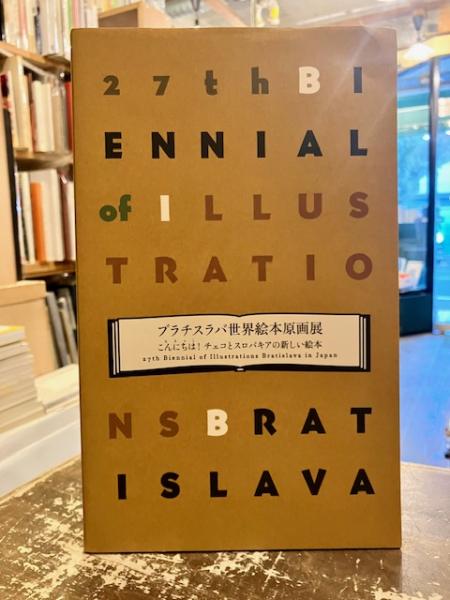 27thBI
ENNIAL
of ILLUS
TRATIO
ブラチスラバ世界絵本原画展
こんにちは！チェコとスロバキアの新しい絵本
27th Biennial of Illustrations Bratislava in Japan
NSBRAT
ISLAVA